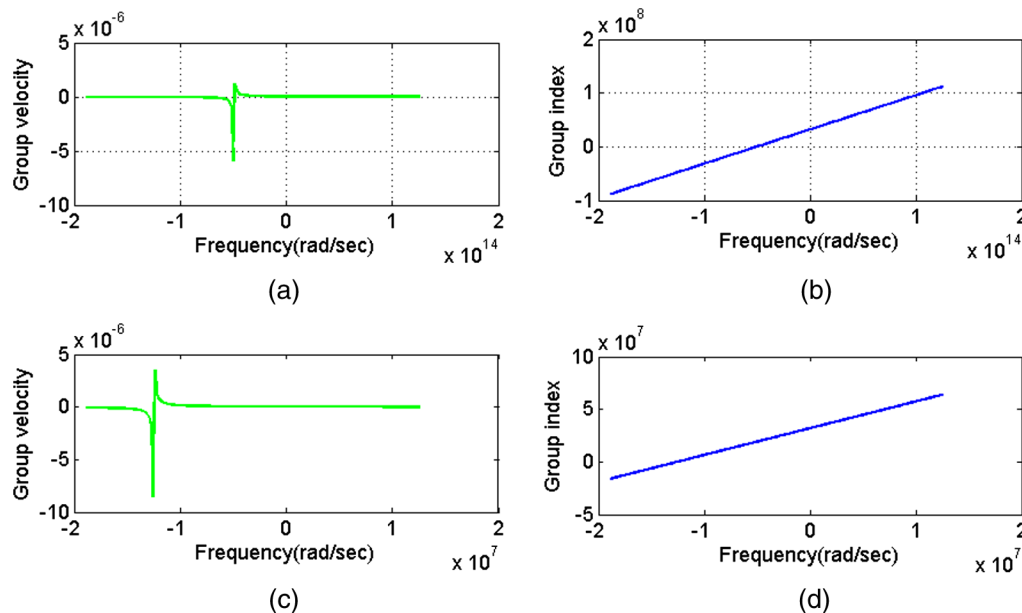 x 10^-6
5
0
-5
-10
Group velocity
-2
-1
0
1
2
Frequency(rad/sec)
x 10^14
(a)
x 10^8
2
1
0
-1
Group index
-2
-1
0
1
2
Frequency(rad/sec)
x 10^14
(b)
x 10^-6
5
0
-5
-10
Group velocity
-2
-1
0
1
2
Frequency(rad/sec)
x 10^7
(c)
x 10^7
10
5
0
-5
Group index
-2
-1
0
1
2
Frequency(rad/sec)
x 10^7
(d)